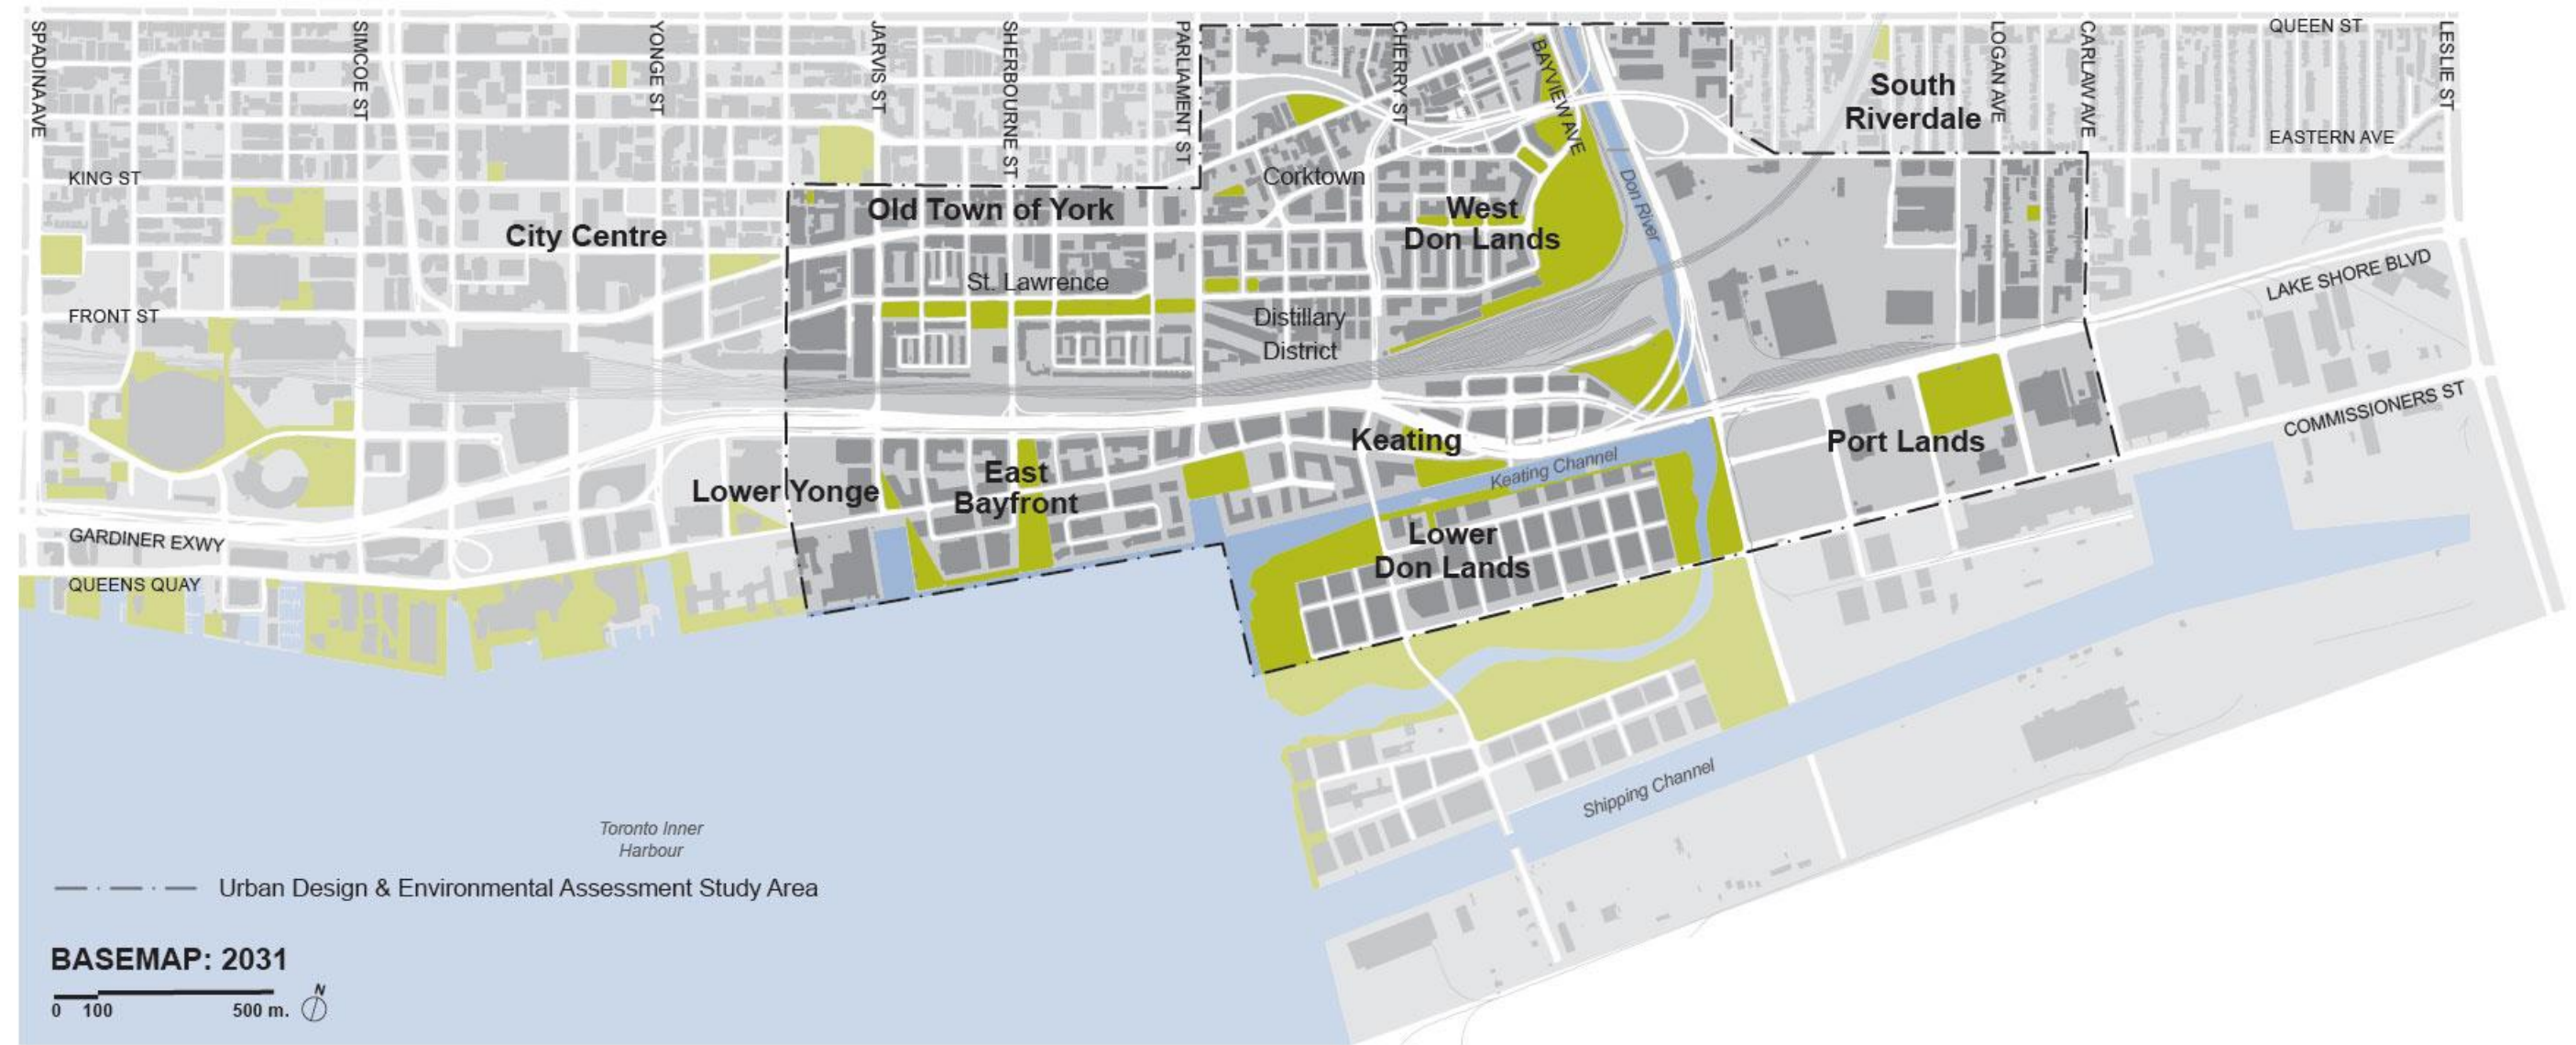 SPADINA AVE
SIMCOE ST
YONGE ST
JARVIS ST
SHERBOURNE ST
PARLIAMENT ST
CHERRY ST
BAYVIEW AVE
LOGAN AVE
CARLAW AVE
QUEEN ST
LESLIE ST
South
Riverdale
EASTERN AVE
KING ST
Corktown
Don River
Old Town of York
West
Don Lands
City Centre
LAKE SHORE BLVD
St. Lawrence
FRONT ST
Distillary
District
COMMISSIONERS ST
Keating
Port Lands
Keating Channel
East
Bayfront
Lower Yonge
GARDINER EXWY
Lower
Don Lands
QUEENS QUAY
Shipping Channel
Toronto Inner
Harbour
Urban Design & Environmental Assessment Study Area
BASEMAP: 2031
N
0 100 500 m.